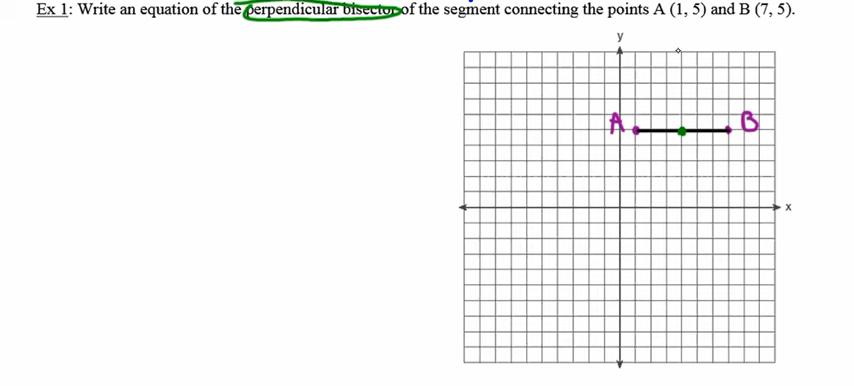 Ex 1: Write an equation of the perpendicular bisector of the segment connecting the points A (1, 5) and B (7, 5).
y
A
B
x